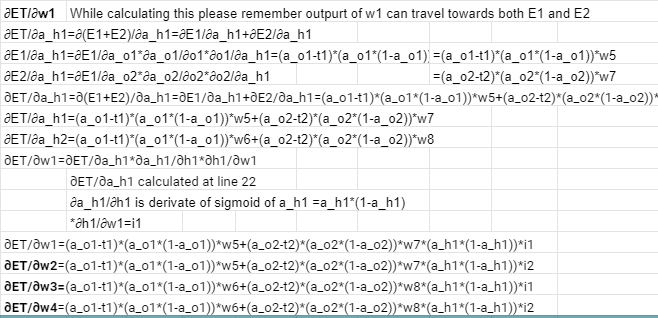 ∂ET/∂w1 While calculating this please remember outpurt of w1 can travel towards both E1 and E2
∂ET/∂a_h1=∂(E1+E2)/∂a_h1=∂E1/∂a_h1+∂E2/∂a_h1
∂E1/∂a_h1=∂E1/∂a_o1*∂a_o1/∂o1*∂o1/∂a_h1=(a_o1-t1)*(a_o1*(1-a_o1)) =(a_o1-t1)*(a_o1*(1-a_o1))*w5
∂E2/∂a_h1=∂E1/∂a_o2*∂a_o2/∂o2*∂o2/∂a_h1 =(a_o2-t2)*(a_o2*(1-a_o2))*w7
∂ET/∂a_h1=∂(E1+E2)/∂a_h1=∂E1/∂a_h1+∂E2/∂a_h1=(a_o1-t1)*(a_o1*(1-a_o1))*w5+(a_o2-t2)*(a_o2*(1-a_o2))*
∂ET/∂a_h1=(a_o1-t1)*(a_o1*(1-a_o1))*w5+(a_o2-t2)*(a_o2*(1-a_o2))*w7
∂ET/∂a_h2=(a_o1-t1)*(a_o1*(1-a_o1))*w6+(a_o2-t2)*(a_o2*(1-a_o2))*w8
∂ET/∂w1=∂ET/∂a_h1*∂a_h1/∂h1*∂h1/∂w1
∂ET/∂a_h1 calculated at line 22
∂a_h1/∂h1 is derivate of sigmoid of a_h1 =a_h1*(1-a_h1)
*∂h1/∂w1=i1
∂ET/∂w1=(a_o1-t1)*(a_o1*(1-a_o1))*w5+(a_o2-t2)*(a_o2*(1-a_o2))*w7*(a_h1*(1-a_h1))*i1
∂ET/∂w2=(a_o1-t1)*(a_o1*(1-a_o1))*w5+(a_o2-t2)*(a_o2*(1-a_o2))*w7*(a_h1*(1-a_h1))*i2
∂ET/∂w3=(a_o1-t1)*(a_o1*(1-a_o1))*w6+(a_o2-t2)*(a_o2*(1-a_o2))*w8*(a_h1*(1-a_h1))*i1
∂ET/∂w4=(a_o1-t1)*(a_o1*(1-a_o1))*w6+(a_o2-t2)*(a_o2*(1-a_o2))*w8*(a_h1*(1-a_h1))*i2